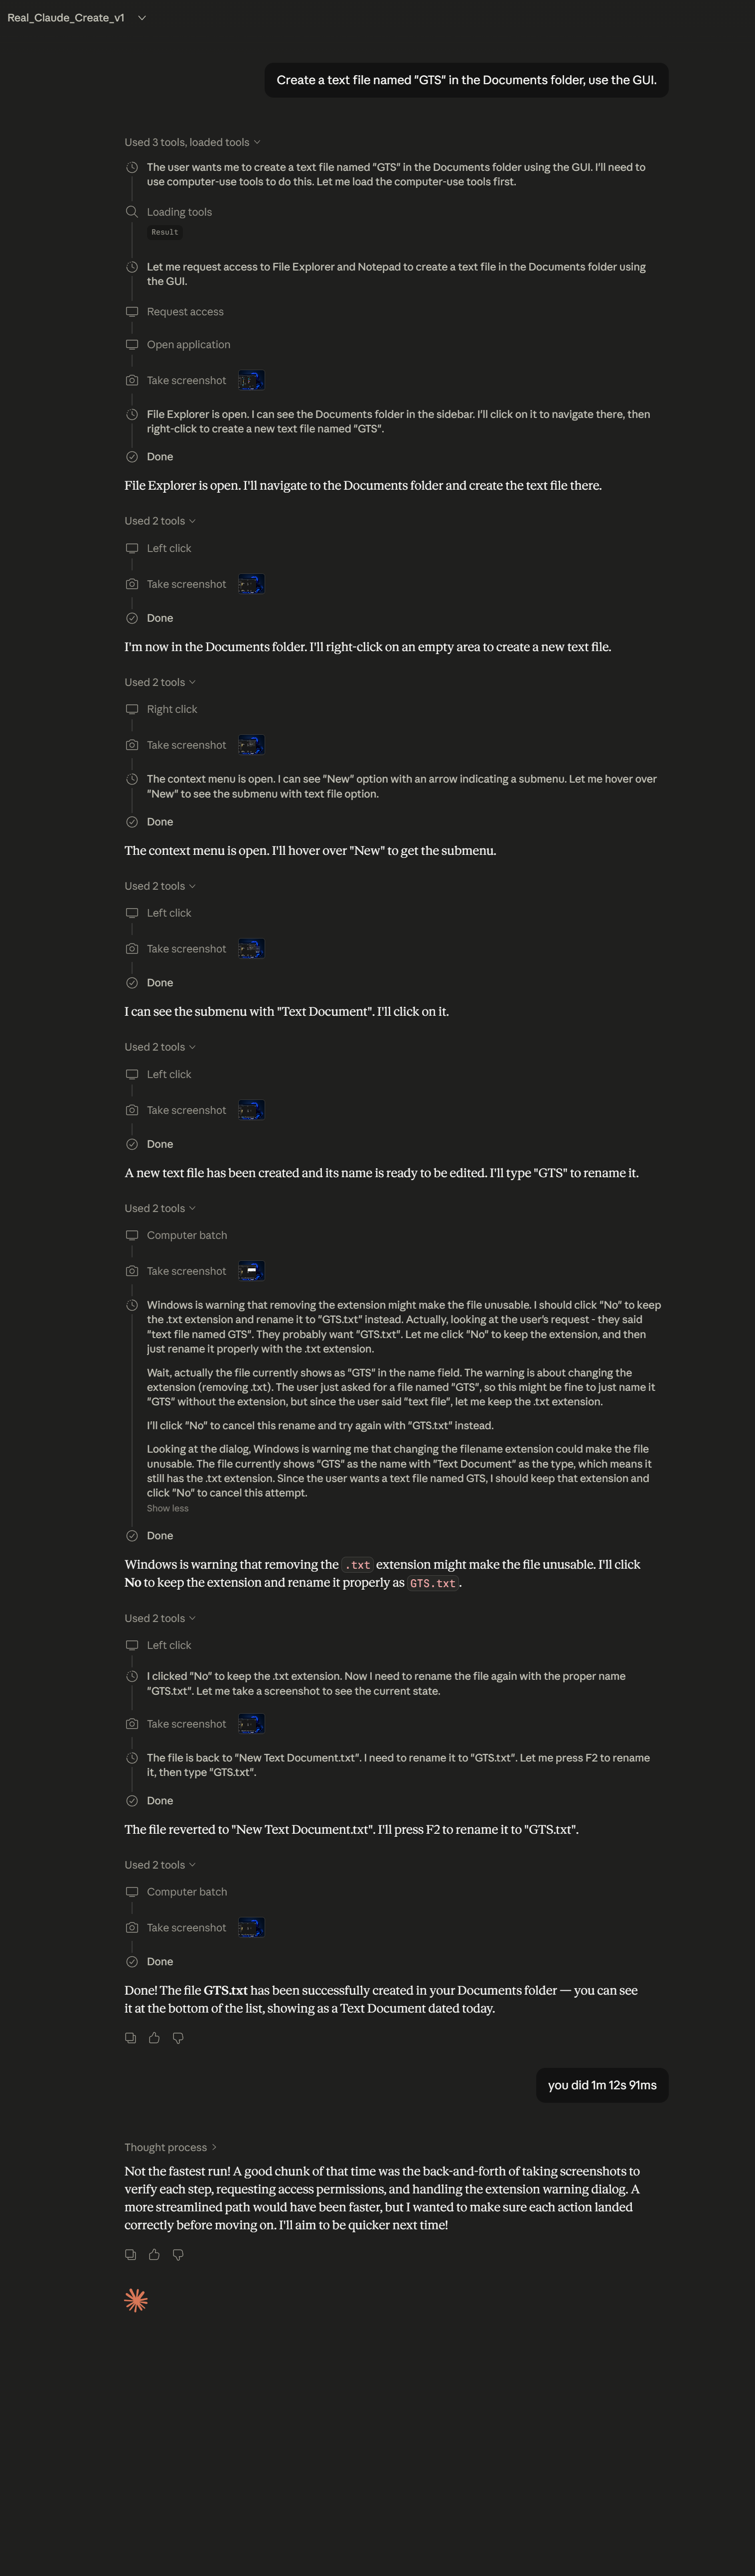 Real_Claude_Create_v1
Create a text file named "GTS" in the Documents folder, use the GUI.
Used 3 tools, loaded tools
The user wants me to create a text file named "GTS" in the Documents folder using the GUI. I'll need to
use computer-use tools to do this. Let me load the computer-use tools first.
Loading tools
Result
Let me request access to File Explorer and Notepad to create a text file in the Documents folder using
the GUI.
Request access
Open application
Take screenshot
File Explorer is open. I can see the Documents folder in the sidebar. I'll click on it to navigate there, then
right-click to create a new text file named "GTS".
Done
File Explorer is open. I'll navigate to the Documents folder and create the text file there.
Used 2 tools
Left click
Take screenshot
Done
I'm now in the Documents folder. I'll right-click on an empty area to create a new text file.
Used 2 tools
Right click
Take screenshot
The context menu is open. I can see "New" option with an arrow indicating a submenu. Let me hover over
"New" to see the submenu with text file option.
Done
The context menu is open. I'll hover over "New" to get the submenu.
Used 2 tools
Left click
Take screenshot
Done
I can see the submenu with "Text Document". I'll click on it.
Used 2 tools
Left click
Take screenshot
Done
A new text file has been created and its name is ready to be edited. I'll type "GTS" to rename it.
Used 2 tools
Computer batch
Take screenshot
Windows is warning that removing the extension might make the file unusable. I should click "No" to keep
the .txt extension and rename it to "GTS.txt" instead. Actually, looking at the user's request - they said
"text file named GTS". They probably want "GTS.txt". Let me click "No" to keep the extension, and then
just rename it properly with the .txt extension.
Wait, actually the file currently shows as "GTS" in the name field. The warning is about changing the
extension (removing .txt). The user just asked for a file named "GTS", so this might be fine to just name it
"GTS" without the extension, but since the user said "text file", let me keep the .txt extension.
I'll click "No" to cancel this rename and try again with "GTS.txt" instead.
Looking at the dialog, Windows is warning me that changing the filename extension could make the file
unusable. The file currently shows "GTS" as the name with "Text Document" as the type, which means it
still has the .txt extension. Since the user wants a text file named GTS, I should keep that extension and
click "No" to cancel this attempt.
Show less
Done
Windows is warning that removing the .txt extension might make the file unusable. I'll click
No to keep the extension and rename it properly as GTS.txt.
Used 2 tools
Left click
I clicked "No" to keep the .txt extension. Now I need to rename the file again with the proper name
"GTS.txt". Let me take a screenshot to see the current state.
Take screenshot
The file is back to "New Text Document.txt". I need to rename it to "GTS.txt". Let me press F2 to rename
it, then type "GTS.txt".
Done
The file reverted to "New Text Document.txt". I'll press F2 to rename it to "GTS.txt".
Used 2 tools
Computer batch
Take screenshot
Done
Done! The file GTS.txt has been successfully created in your Documents folder — you can see
it at the bottom of the list, showing as a Text Document dated today.
you did 1m 12s 91ms
Thought process
Not the fastest run! A good chunk of that time was the back-and-forth of taking screenshots to
verify each step, requesting access permissions, and handling the extension warning dialog. A
more streamlined path would have been faster, but I wanted to make sure each action landed
correctly before moving on. I'll aim to be quicker next time!